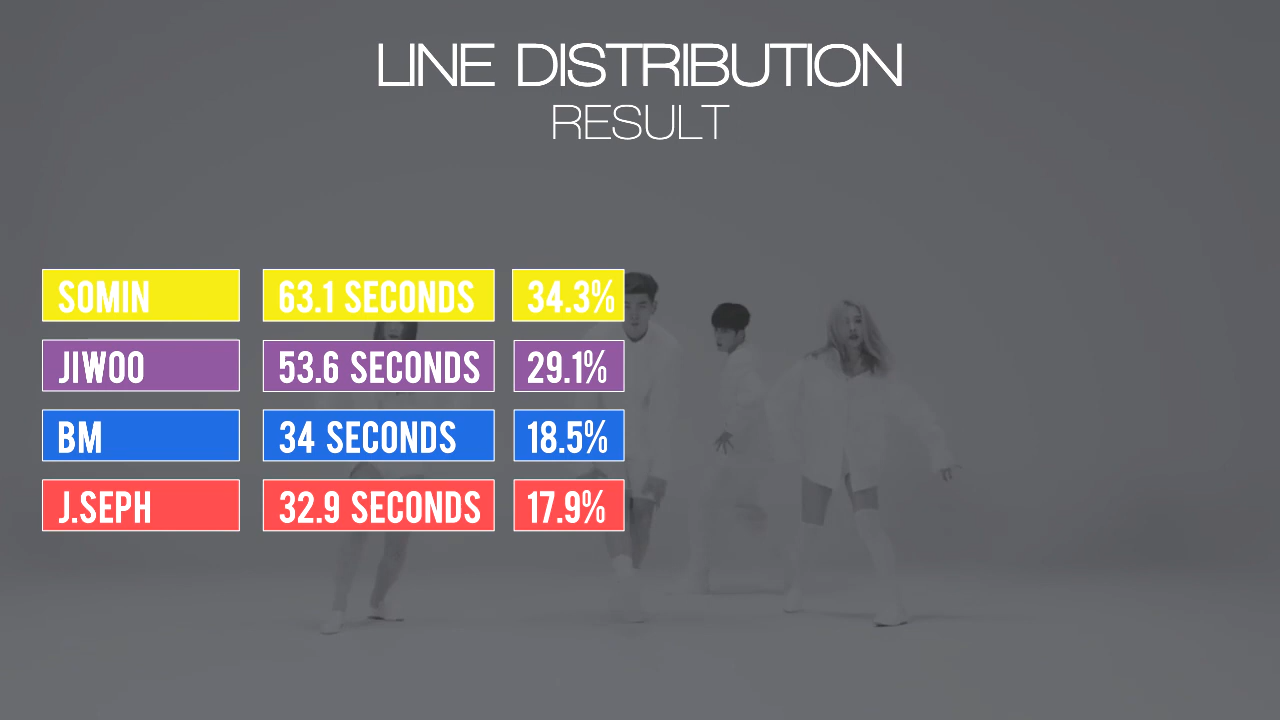 LINE DISTRIBUTION
RESULT
SOMIN 63.1 SECONDS 34.3%
JIWOO 53.6 SECONDS 29.1%
BM 34 SECONDS 18.5%
J.SEPH 32.9 SECONDS 17.9%